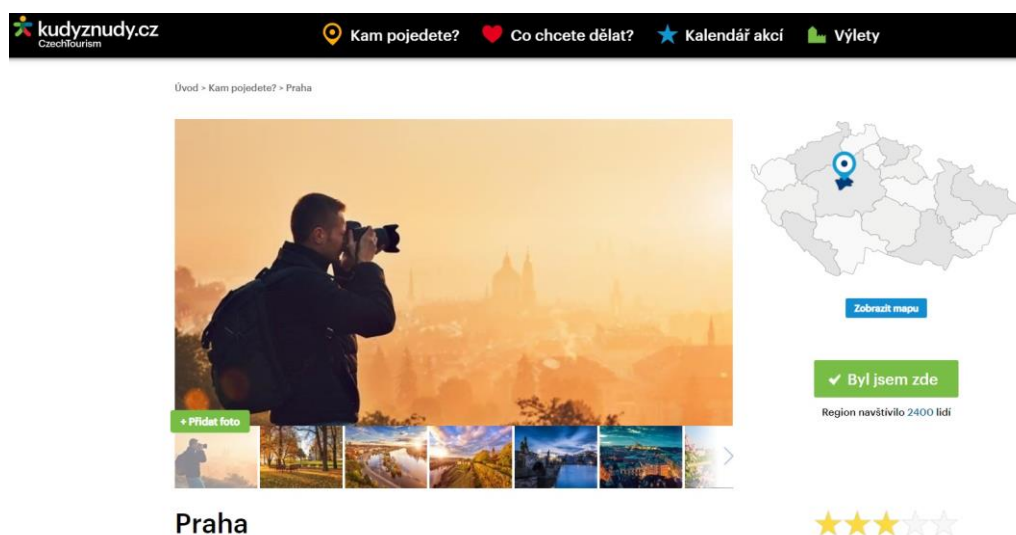 kudyznudy.cz
CzechTourism
Kam pojedete?
Co chcete dělat?
Kalendář akcí
Výlety
Úvod > Kam pojedete? > Praha
Zobrazit mapu
✔ Byl jsem zde
Region navštívilo 2400 lidí
+ Přidat foto
Praha